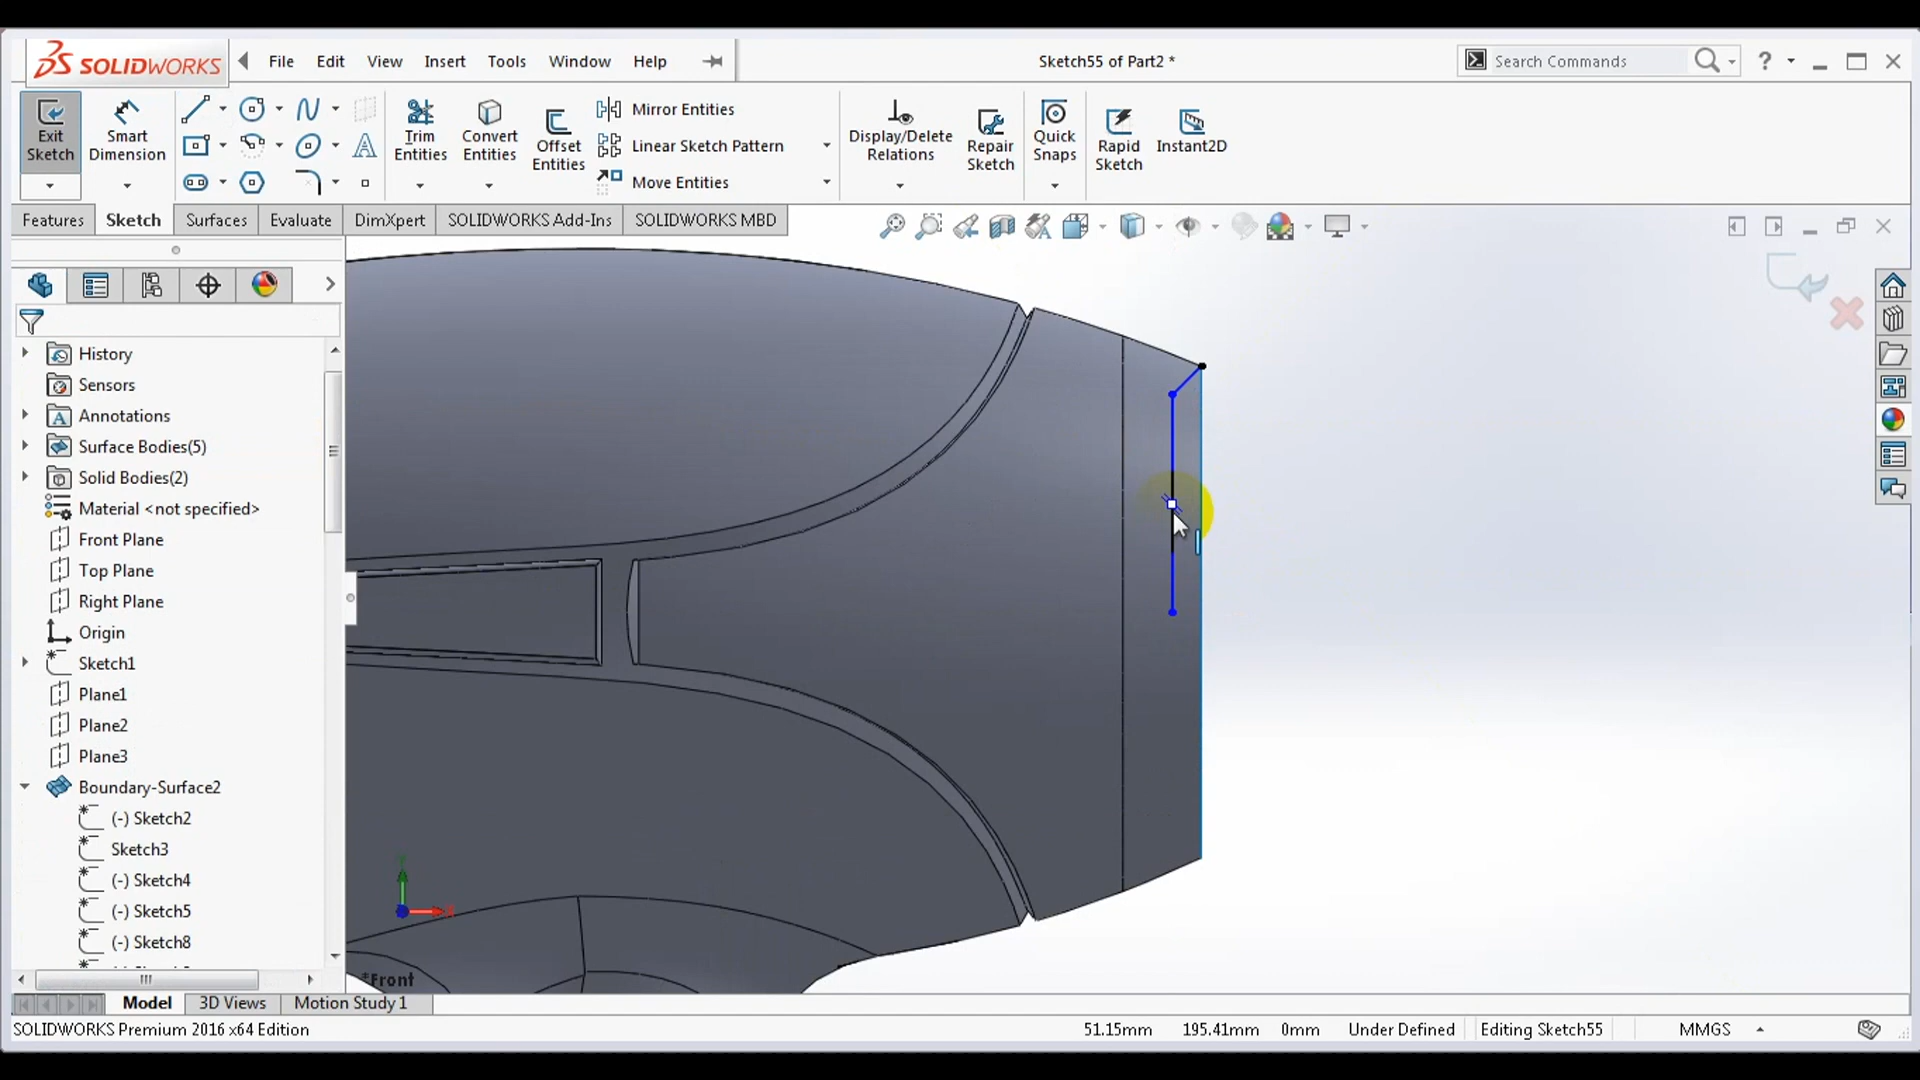 SOLIDWORKS
File Edit View Insert Tools Window Help
Sketch55 of Part2 *
Search Commands
?
Exit Sketch
Smart Dimension
Trim Entities
Convert Entities
Offset Entities
Mirror Entities
Linear Sketch Pattern
Move Entities
Display/Delete Relations
Repair Sketch
Quick Snaps
Rapid Sketch
Instant2D
Features Sketch Surfaces Evaluate DimXpert SOLIDWORKS Add-Ins SOLIDWORKS MBD
History
Sensors
Annotations
Surface Bodies(5)
Solid Bodies(2)
Material <not specified>
Front Plane
Top Plane
Right Plane
Origin
Sketch1
Plane1
Plane2
Plane3
Boundary-Surface2
(-) Sketch2
Sketch3
(-) Sketch4
(-) Sketch5
(-) Sketch8
*Front
Model 3D Views Motion Study 1
SOLIDWORKS Premium 2016 x64 Edition
51.15mm 195.41mm 0mm Under Defined Editing Sketch55 MMGS